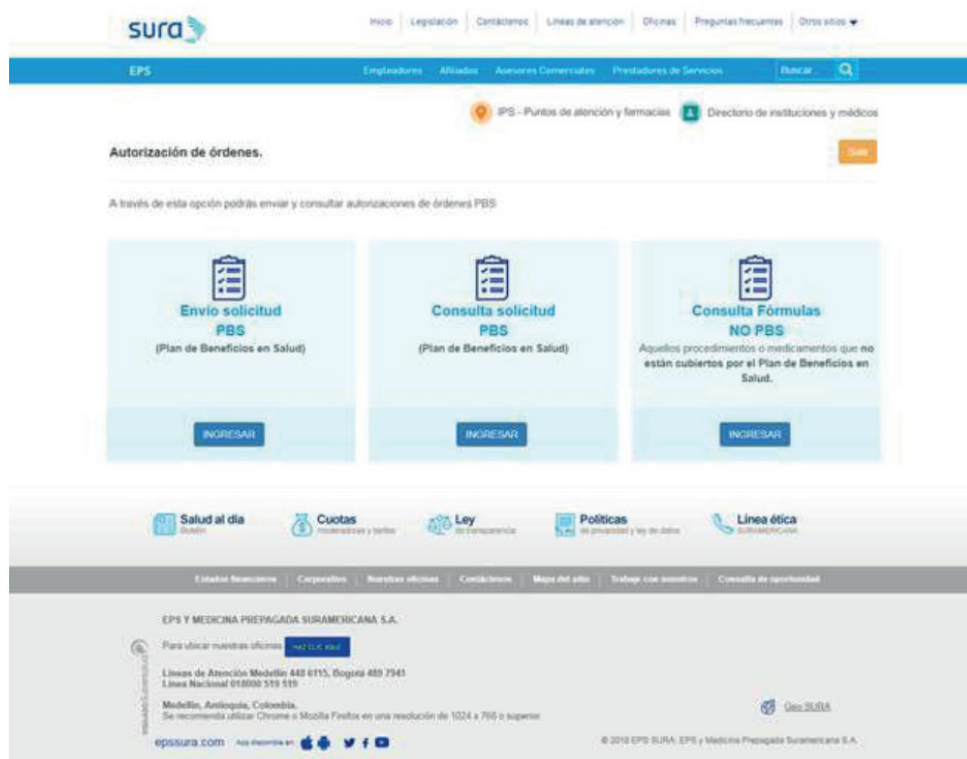 sura
Inicio Legislación Contáctenos Líneas de atención Oficinas Preguntas frecuentes Otros sitios
EPS Empleadores Afiliados Asesores Comerciales Prestadores de Servicios Buscar...
IPS - Puntos de atención y farmacias Directorio de instituciones y médicos
Autorización de órdenes. Salir
A través de esta opción podrás enviar y consultar autorizaciones de órdenes PBS
Envío solicitud
PBS
(Plan de Beneficios en Salud)
INGRESAR
Consulta solicitud
PBS
(Plan de Beneficios en Salud)
INGRESAR
Consulta Fórmulas
NO PBS
Aquellos procedimientos o medicamentos que no
están cubiertos por el Plan de Beneficios en
Salud.
INGRESAR
Salud al día
Boletín
Cuotas
moderadoras y tarifas
Ley
de transparencia
Políticas
de privacidad y ley de datos
Línea ética
SURAMERICANA
Estados financieros Corporativo Nuestras oficinas Contáctenos Mapa del sitio Trabaje con nosotros Consulta de oportunidad
EPS Y MEDICINA PREPAGADA SURAMERICANA S.A.
Para ubicar nuestras oficinas HAZ CLIC AQUÍ
Líneas de Atención Medellín 448 6115, Bogotá 489 7941
Línea Nacional 018000 519 519
Medellín, Antioquia, Colombia.
Se recomienda utilizar Chrome o Mozilla Firefox en una resolución de 1024 x 768 o superior.
Geo SURA
epssura.com App disponible en:
© 2018 EPS SURA. EPS y Medicina Prepagada Suramericana S.A.